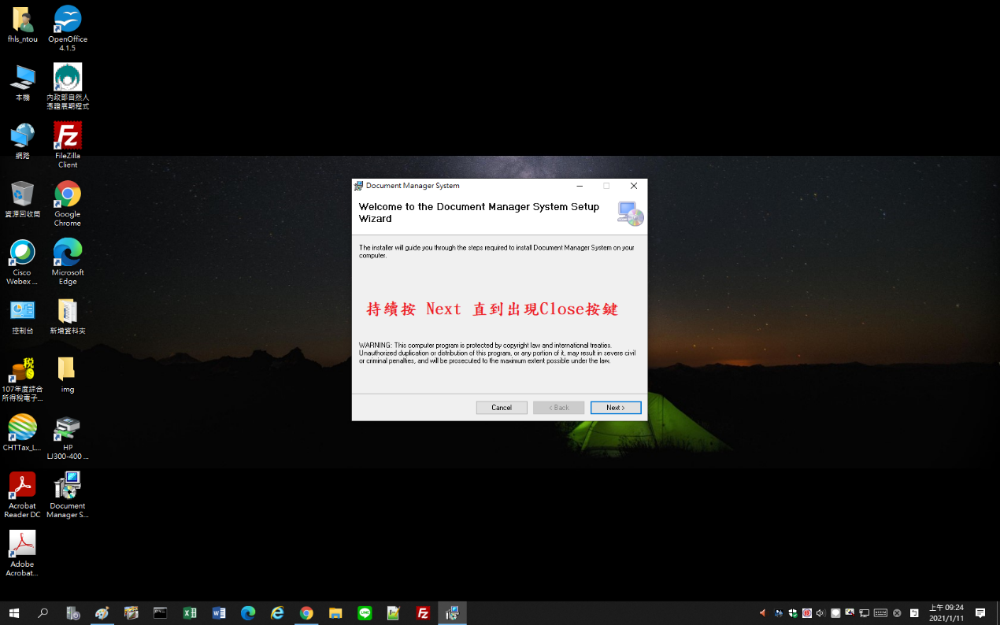 fhls_ntou
OpenOffice
4.1.5
本機
內政部自然人
憑證展期程式
網路
FileZilla
Client
資源回收筒
Google
Chrome
Cisco
Webex ...
Microsoft
Edge
控制台
新增資料夾
稅
107年度綜合
所得稅電子...
img
CHTTax_L...
HP
LJ300-400 ...
Acrobat
Reader DC
Document
Manager S...
Adobe
Acrobat...
Document Manager System
Welcome to the Document Manager System Setup
Wizard
The installer will guide you through the steps required to install Document Manager System on your
computer.
持續按 Next 直到出現Close按鍵
WARNING: This computer program is protected by copyright law and international treaties.
Unauthorized duplication or distribution of this program, or any portion of it, may result in severe civil
or criminal penalties, and will be prosecuted to the maximum extent possible under the law.
Cancel
< Back
Next >
上午 09:24
2021/1/11